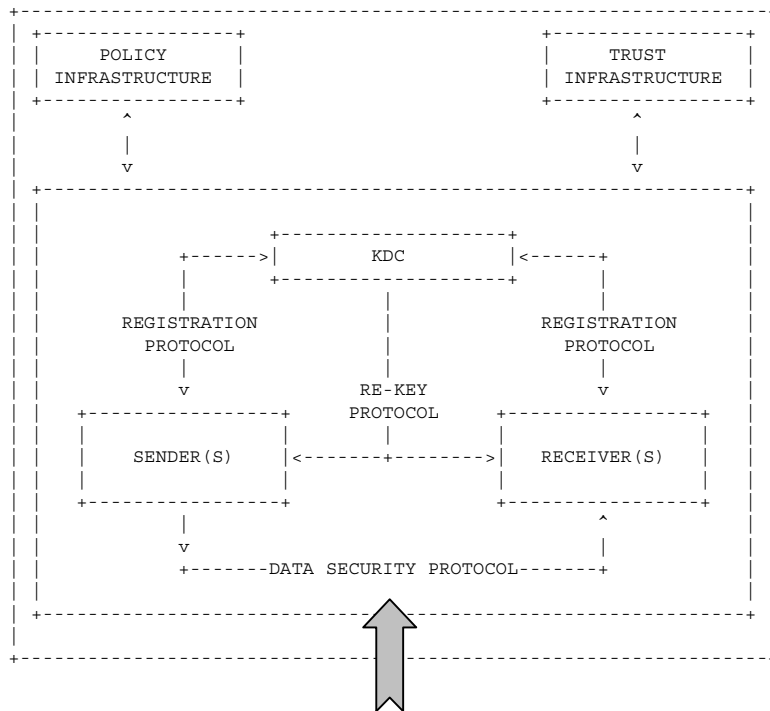 POLICY TRUST
INFRASTRUCTURE INFRASTRUCTURE
KDC
REGISTRATION REGISTRATION
PROTOCOL PROTOCOL
RE-KEY
PROTOCOL
SENDER(S) RECEIVER(S)
DATA SECURITY PROTOCOL